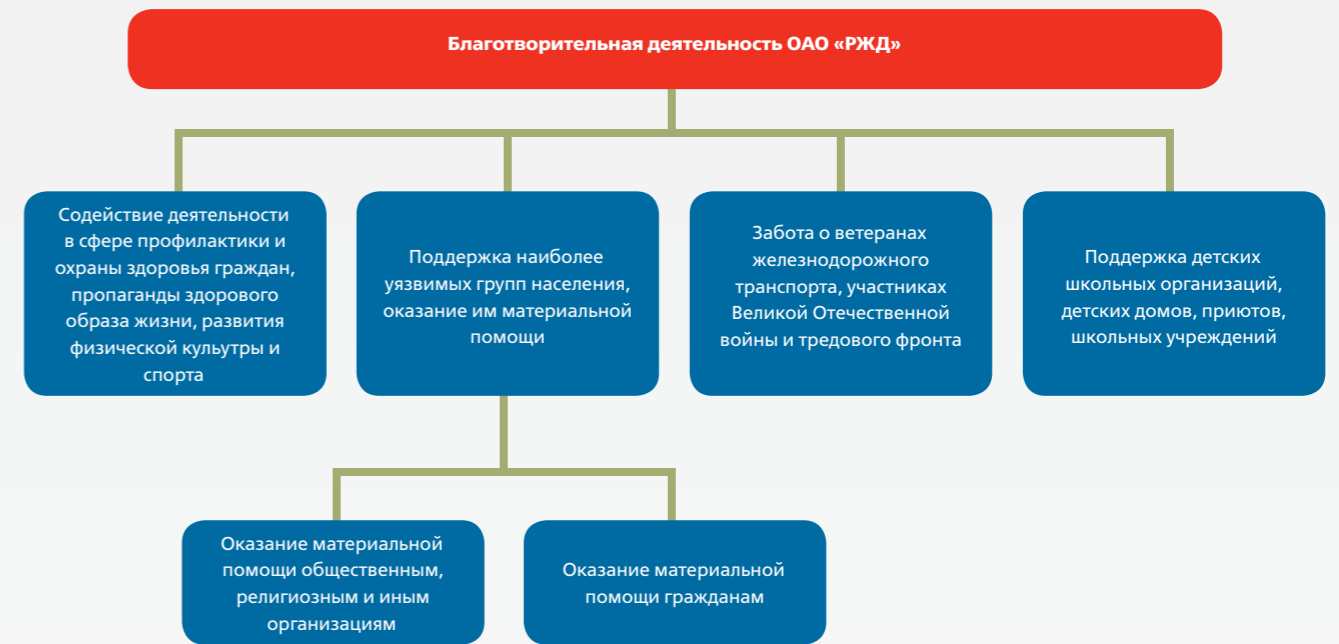 Благотворительная деятельность ОАО «РЖД»
Содействие деятельности
в сфере профилактики и
охраны здоровья граждан,
пропаганды здорового
образа жизни, развития
физической кульутры и
спорта
Поддержка наиболее
уязвимых групп населения,
оказание им материальной
помощи
Забота о ветеранах
железнодорожного
транспорта, участниках
Великой Отечественной
войны и тредового фронта
Поддержка детских
школьных организаций,
детских домов, приютов,
школьных учреждений
Оказание материальной
помощи общественным,
религиозным и иным
организациям
Оказание материальной
помощи гражданам